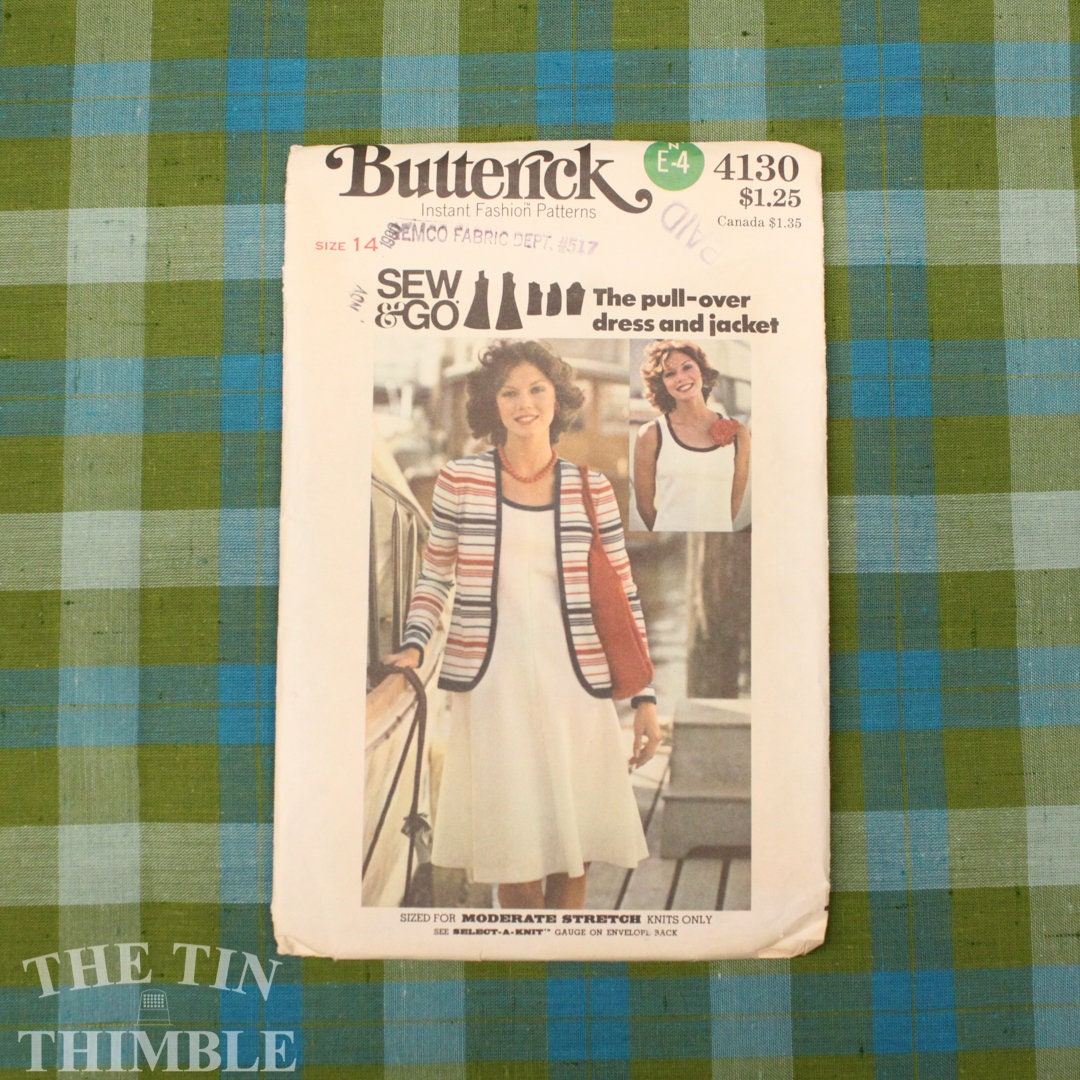 Butterick
Instant Fashion Patterns
N
E-4
4130
$1.25
Canada $1.35
SIZE 14
FABRIC DEPT. #517
PAID
SEW
&GO
The pull-over
dress and jacket
SIZED FOR MODERATE STRETCH KNITS ONLY
SEE SELECT-A-KNIT™ GAUGE ON ENVELOPE BACK
THE TIN
THIMBLE